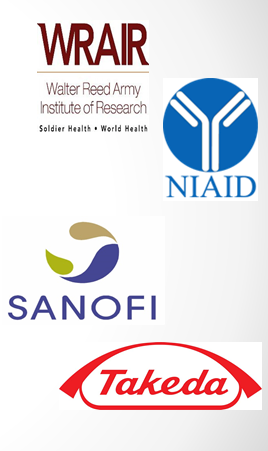 WRAIR
Walter Reed Army
Institute of Research
Soldier Health • World Health
NIAID
SANOFI
Takeda